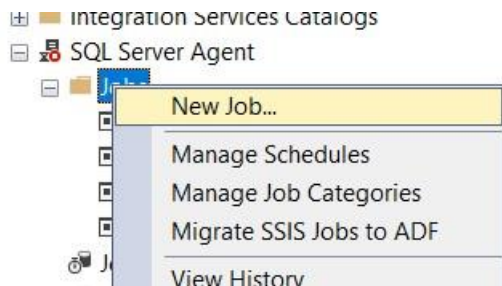 Integration Services Catalogs
SQL Server Agent
Jobs
New Job...
Manage Schedules
Manage Job Categories
Migrate SSIS Jobs to ADF
View History